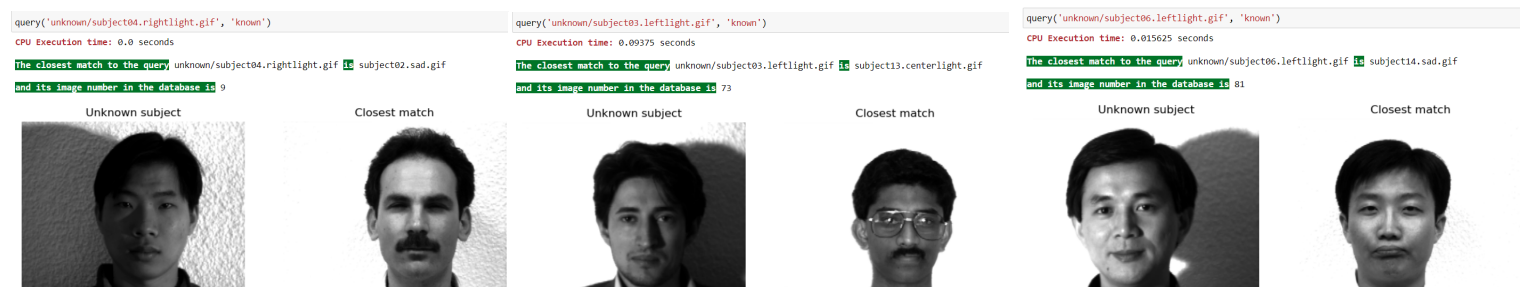 query('unknown/subject04.rightlight.gif', 'known')
CPU Execution time: 0.0 seconds
The closest match to the query unknown/subject04.rightlight.gif is subject02.sad.gif
and its image number in the database is 9
Unknown subject
Closest match
query('unknown/subject03.leftlight.gif', 'known')
CPU Execution time: 0.09375 seconds
The closest match to the query unknown/subject03.leftlight.gif is subject13.centerlight.gif
and its image number in the database is 73
Unknown subject
Closest match
query('unknown/subject06.leftlight.gif', 'known')
CPU Execution time: 0.015625 seconds
The closest match to the query unknown/subject06.leftlight.gif is subject14.sad.gif
and its image number in the database is 81
Unknown subject
Closest match